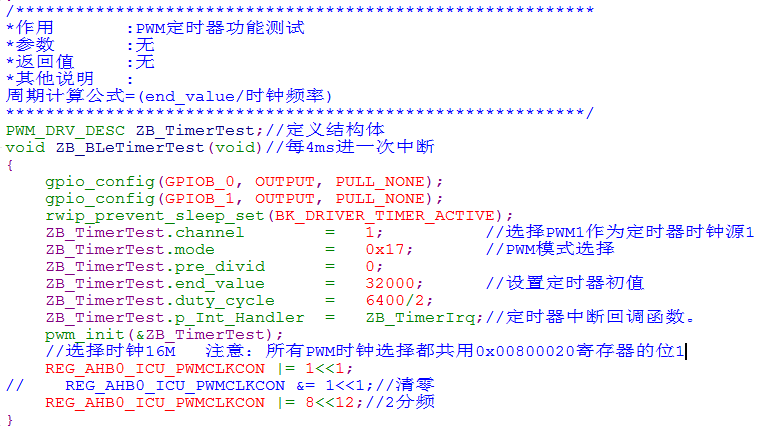 /**********************************************************
*作用       :PWM定时器功能测试
*参数       :无
*返回值     :无
*其他说明   :
周期计算公式=(end_value/时钟频率)
**********************************************************/
PWM_DRV_DESC ZB_TimerTest;//定义结构体
void ZB_BLeTimerTest(void)//每4ms进一次中断
{
    gpio_config(GPIOB_0, OUTPUT, PULL_NONE);
    gpio_config(GPIOB_1, OUTPUT, PULL_NONE);
    rwip_prevent_sleep_set(BK_DRIVER_TIMER_ACTIVE);
    ZB_TimerTest.channel        =   1;          //选择PWM1作为定时器时钟源1
    ZB_TimerTest.mode           =   0x17;       //PWM模式选择
    ZB_TimerTest.pre_divid      =   0;
    ZB_TimerTest.end_value      =   32000;      //设置定时器初值
    ZB_TimerTest.duty_cycle     =   6400/2;
    ZB_TimerTest.p_Int_Handler  =   ZB_TimerIrq;//定时器中断回调函数。
    pwm_init(&ZB_TimerTest);
    //选择时钟16M   注意: 所有PWM时钟选择都共用0x00800020寄存器的位1
    REG_AHB0_ICU_PWMCLKCON |= 1<<1;
//    REG_AHB0_ICU_PWMCLKCON &= 1<<1;//清零
    REG_AHB0_ICU_PWMCLKCON |= 8<<12;//2分频
}